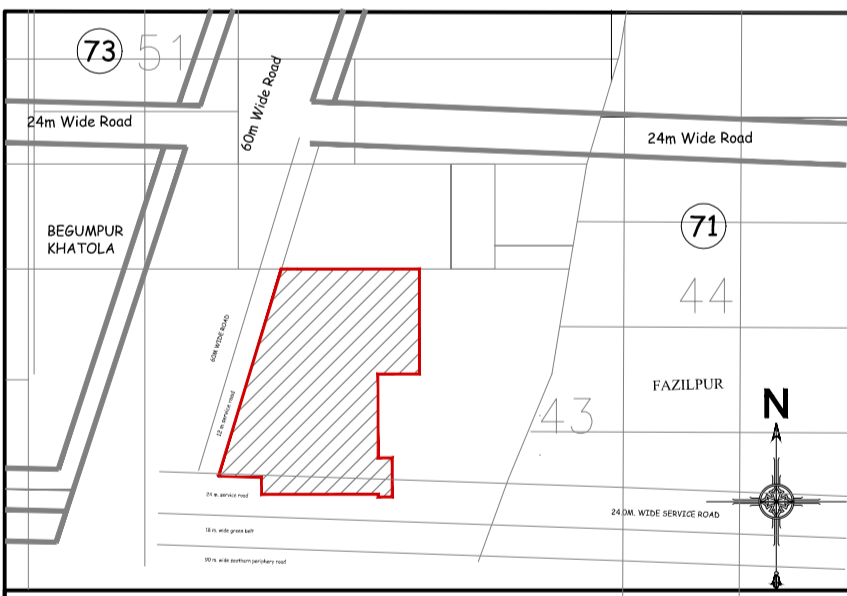 73
51
60m Wide Road
24m Wide Road
24m Wide Road
BEGUMPUR
KHATOLA
71
44
60M WIDE ROAD
FAZILPUR
12 m service road
43
N
24 m. service road
24.0M. WIDE SERVICE ROAD
18 m. wide green belt
90 m. wide southern periphery road